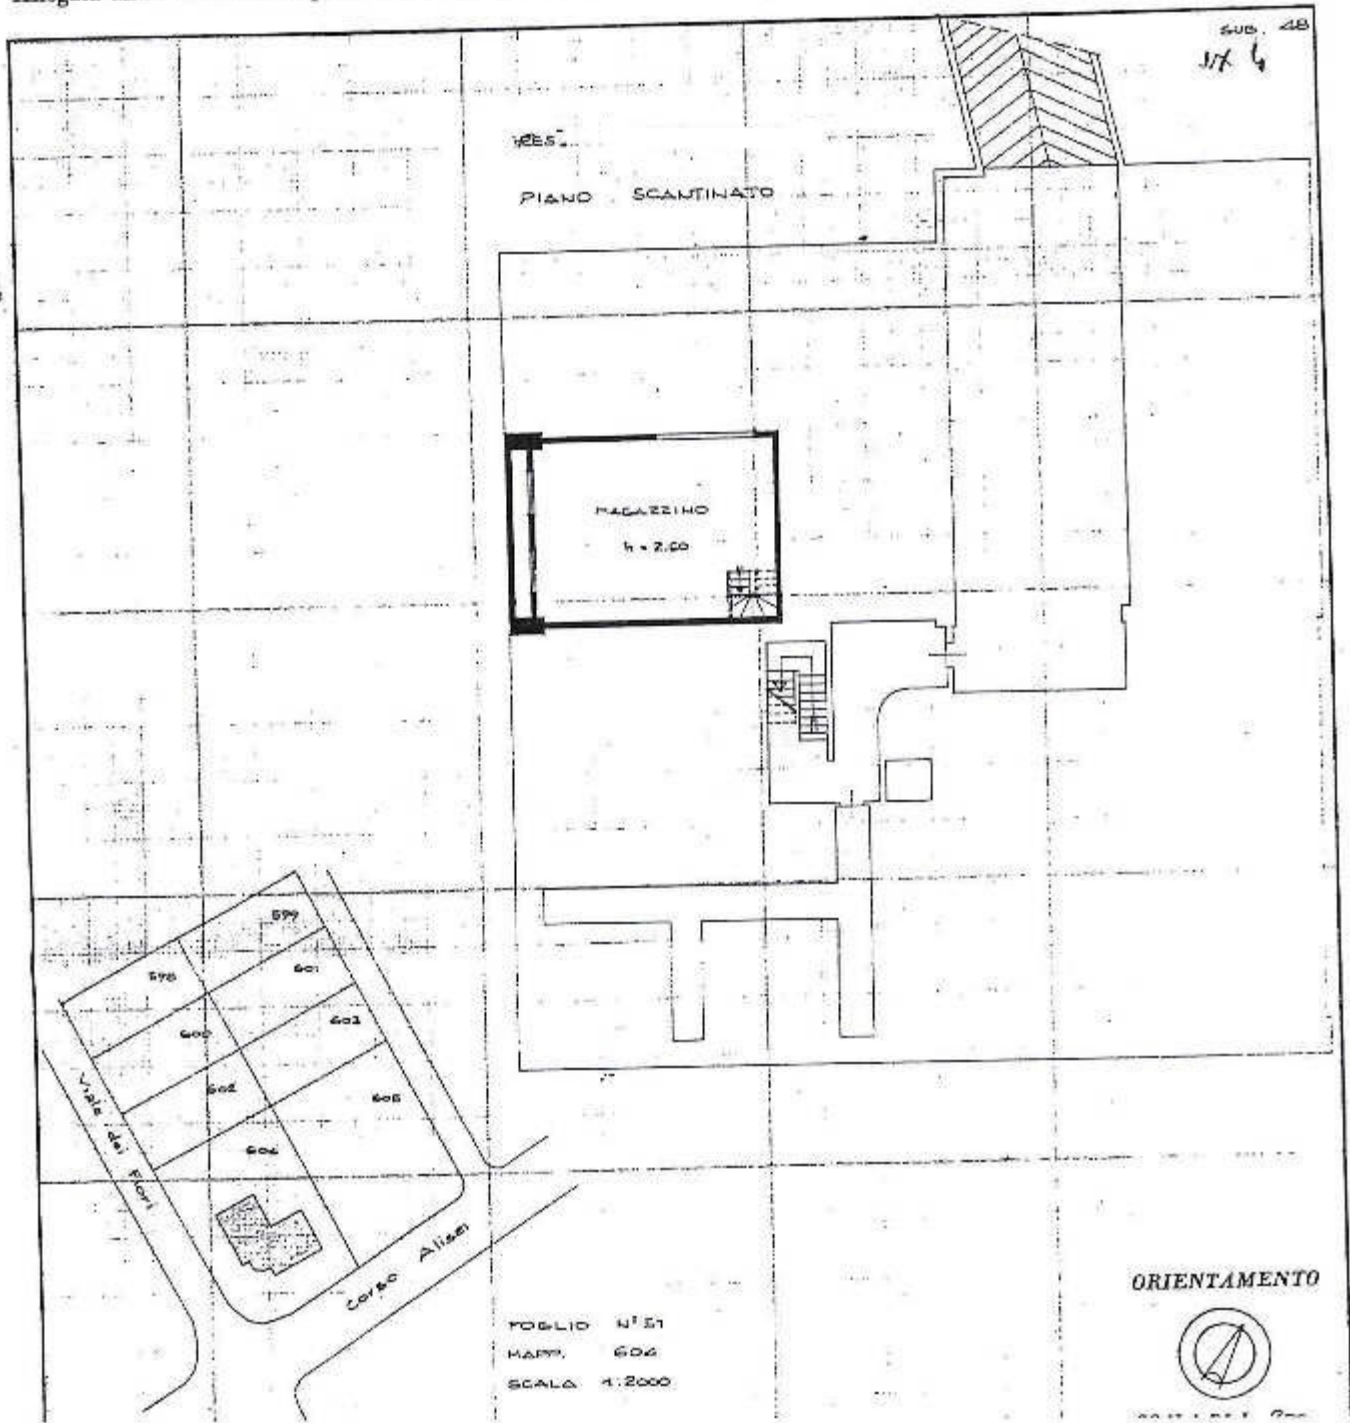 SUB. 48
PIANO SCANTINATO
MAGAZZINO
h = 2.60
599
598
601
600
603
602
605
604
Viale dei Fiori
Corso Alisei
FOGLIO N° 51
MAPP. 604
SCALA 1:2000
ORIENTAMENTO